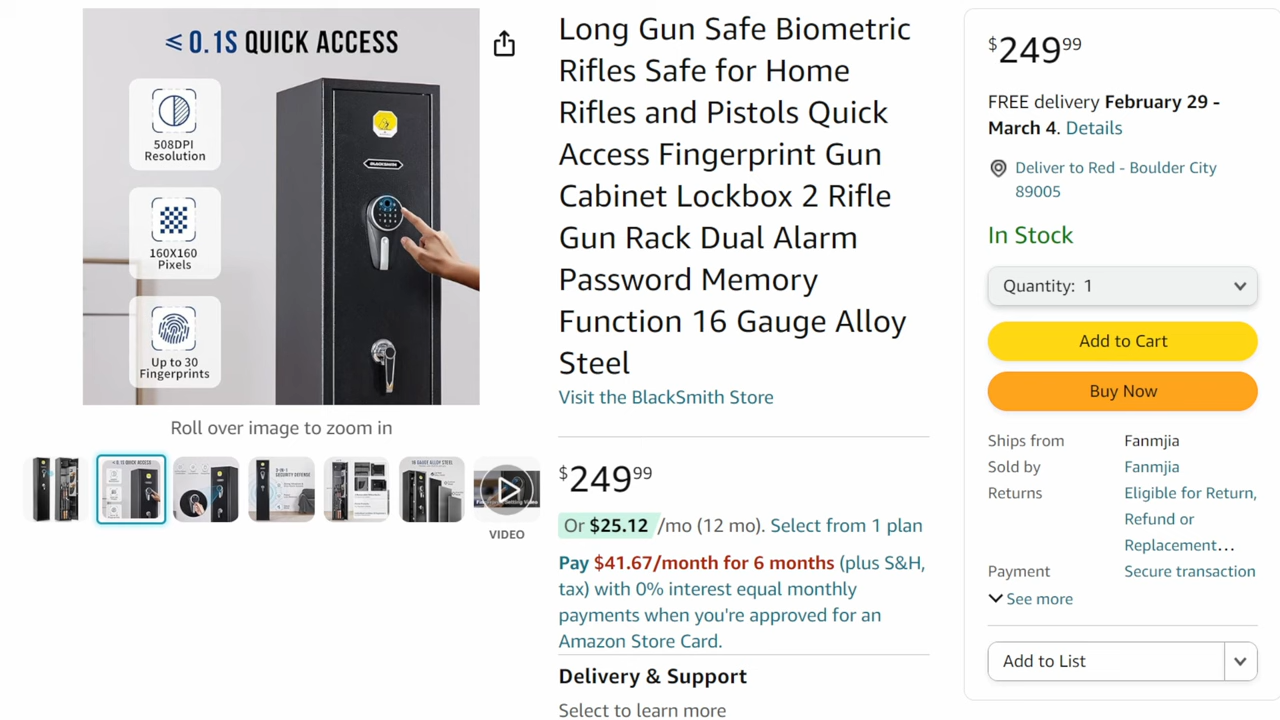 ≤ 0.1S QUICK ACCESS
508DPI
Resolution
160X160
Pixels
Up to 30
Fingerprints
BLACKSMITH
Roll over image to zoom in
VIDEO
Long Gun Safe Biometric
Rifles Safe for Home
Rifles and Pistols Quick
Access Fingerprint Gun
Cabinet Lockbox 2 Rifle
Gun Rack Dual Alarm
Password Memory
Function 16 Gauge Alloy
Steel
Visit the BlackSmith Store
$249 99
Or $25.12 /mo (12 mo). Select from 1 plan
Pay $41.67/month for 6 months (plus S&H,
tax) with 0% interest equal monthly
payments when you're approved for an
Amazon Store Card.
Delivery & Support
Select to learn more
$249 99
FREE delivery February 29 -
March 4. Details
Deliver to Red - Boulder City
89005
In Stock
Quantity: 1
Add to Cart
Buy Now
Ships from Fanmjia
Sold by Fanmjia
Returns Eligible for Return,
Refund or
Replacement…
Payment Secure transaction
See more
Add to List